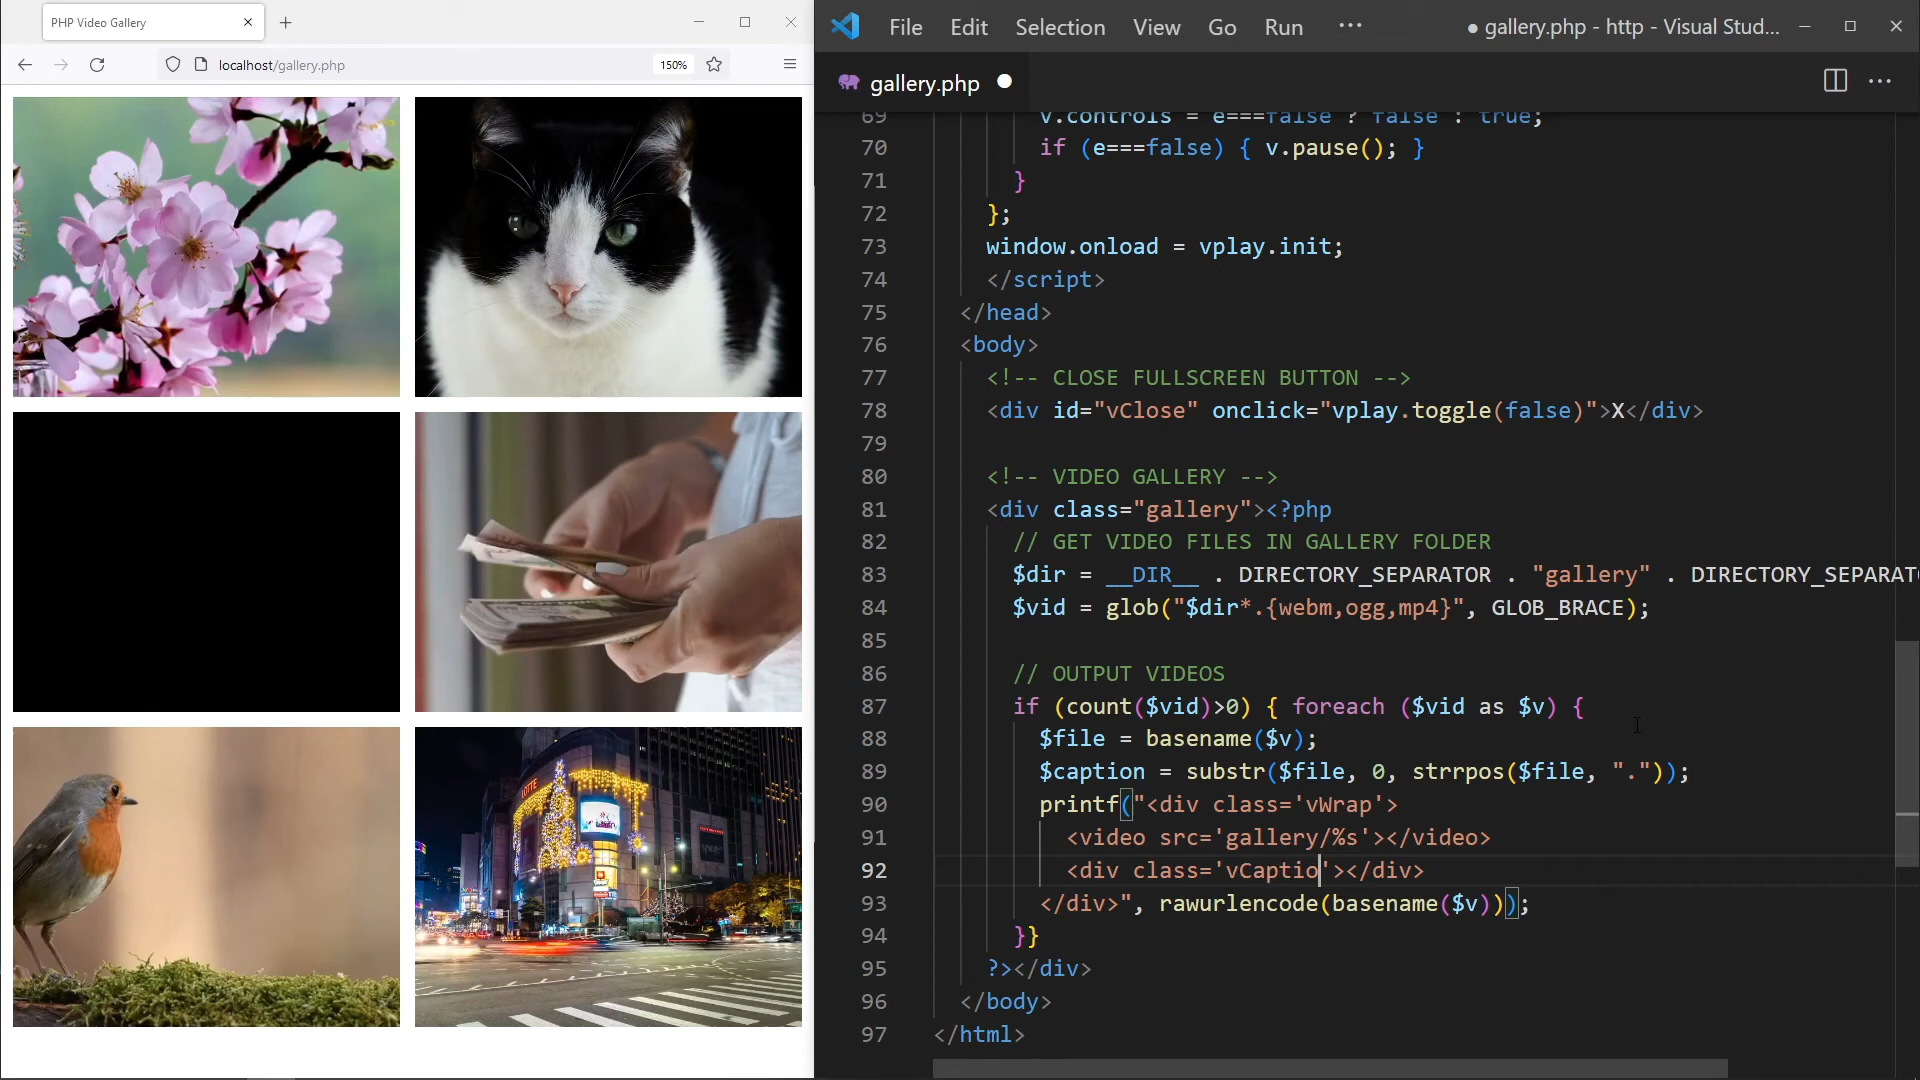 PHP Video Gallery
localhost/gallery.php
150%
File Edit Selection View Go Run
● gallery.php - http - Visual Stud...
gallery.php
69 v.controls = e===false ? false : true;
70 if (e===false) { v.pause(); }
71 }
72 };
73 window.onload = vplay.init;
74 </script>
75 </head>
76 <body>
77 <!-- CLOSE FULLSCREEN BUTTON -->
78 <div id="vClose" onclick="vplay.toggle(false)">X</div>
79
80 <!-- VIDEO GALLERY -->
81 <div class="gallery"><?php
82 // GET VIDEO FILES IN GALLERY FOLDER
83 $dir = __DIR__ . DIRECTORY_SEPARATOR . "gallery" . DIRECTORY_SEPARAT
84 $vid = glob("$dir*.{webm,ogg,mp4}", GLOB_BRACE);
85
86 // OUTPUT VIDEOS
87 if (count($vid)>0) { foreach ($vid as $v) {
88 $file = basename($v);
89 $caption = substr($file, 0, strrpos($file, "."));
90 printf("<div class='vWrap'>
91 <video src='gallery/%s'></video>
92 <div class='vCaptio'></div>
93 </div>", rawurlencode(basename($v)));
94 }}
95 ?></div>
96 </body>
97 </html>